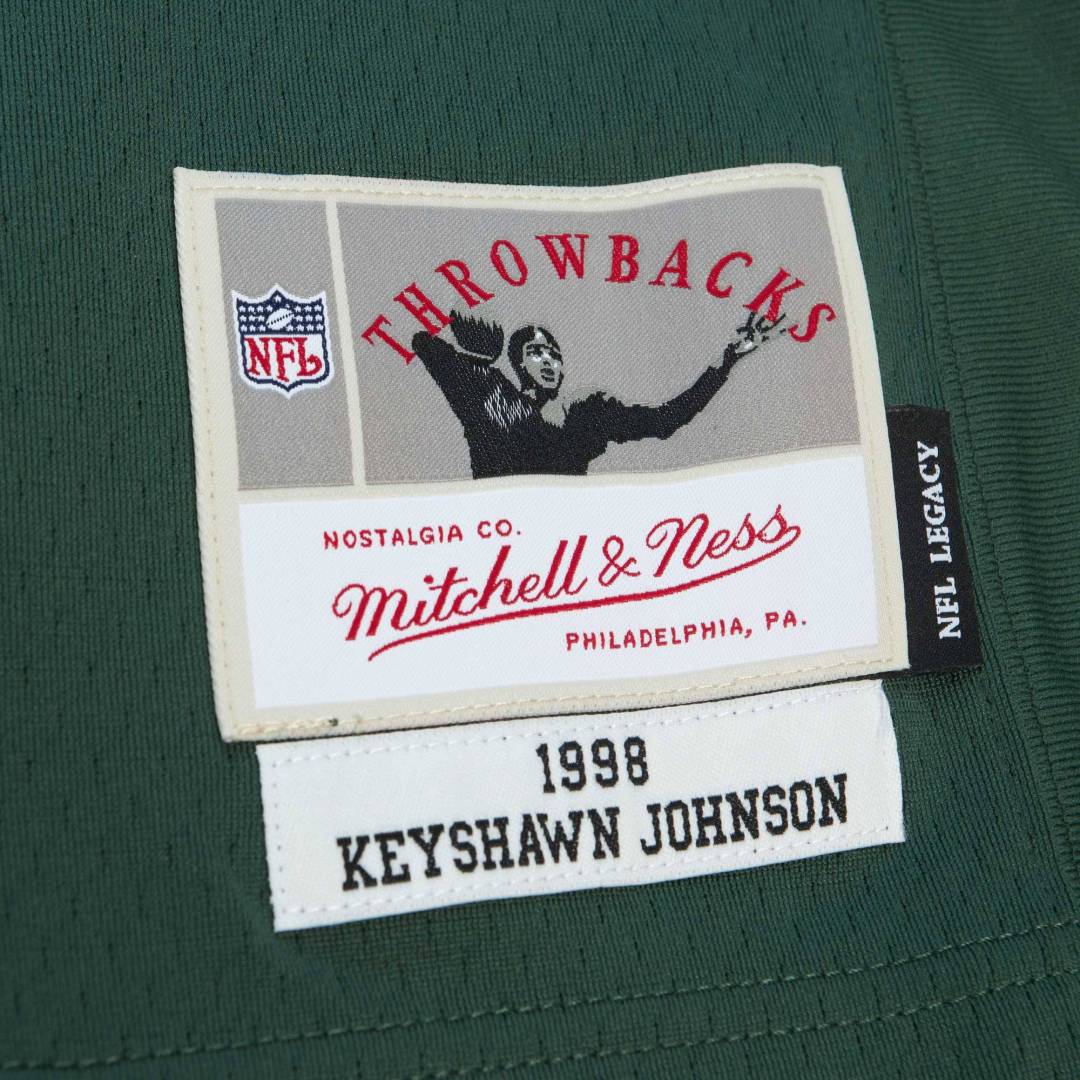 THROWBACKS
NFL
NOSTALGIA CO.
Mitchell & Ness
PHILADELPHIA, PA.
NFL LEGACY
1998
KEYSHAWN JOHNSON